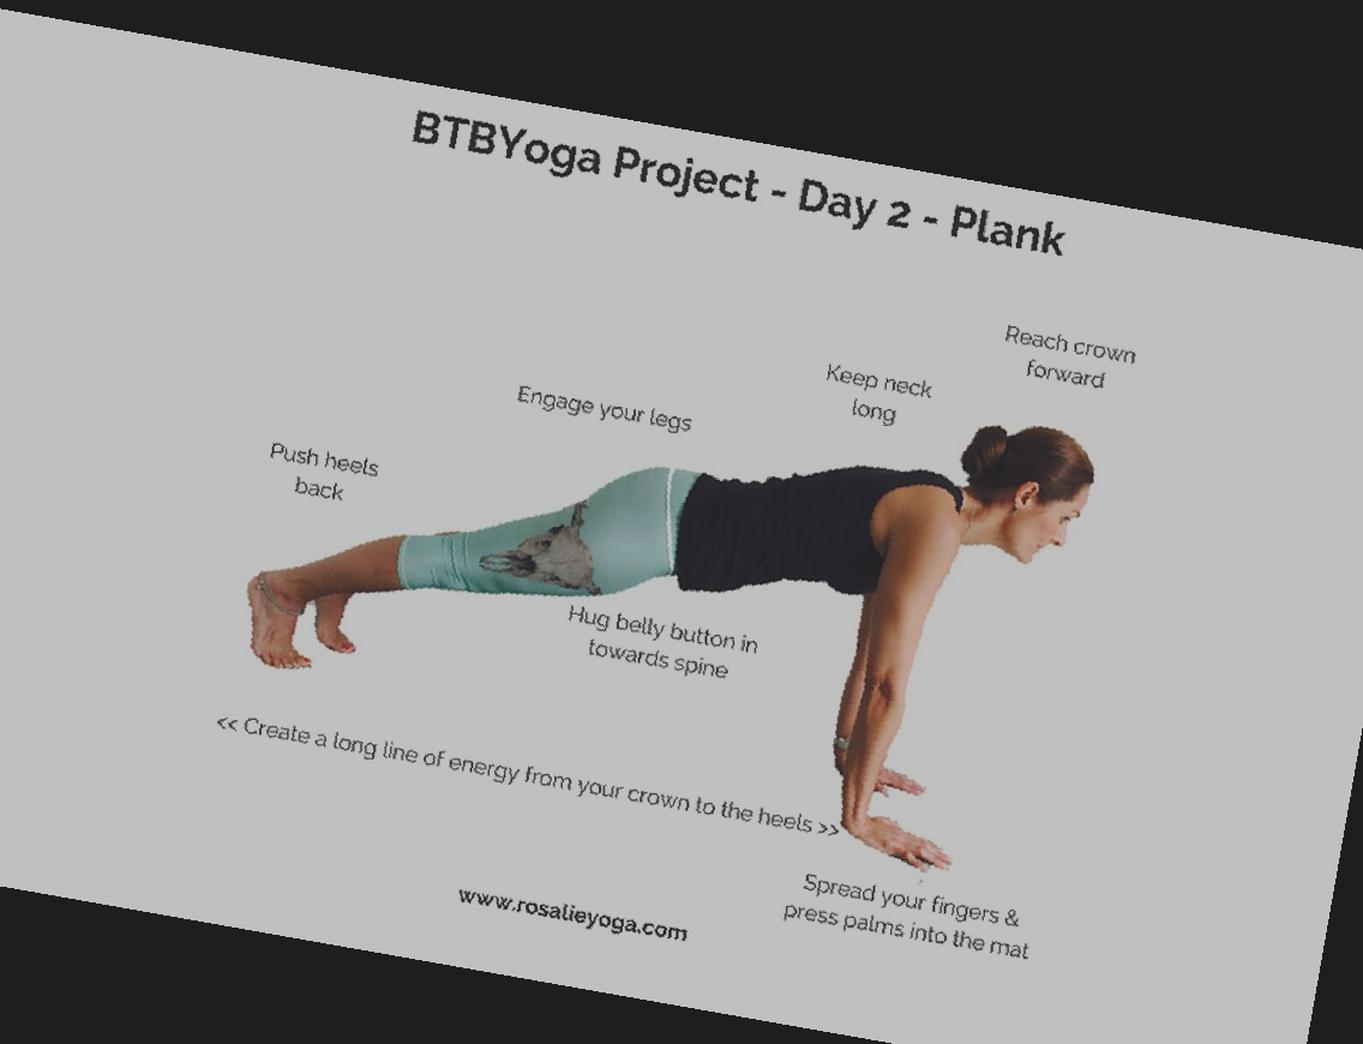 BTBYoga Project - Day 2 - Plank
Reach crown
forward
Keep neck
long
Engage your legs
Push heels
back
Hug belly button in
towards spine
<< Create a long line of energy from your crown to the heels >>
Spread your fingers &
press palms into the mat
www.rosalieyoga.com